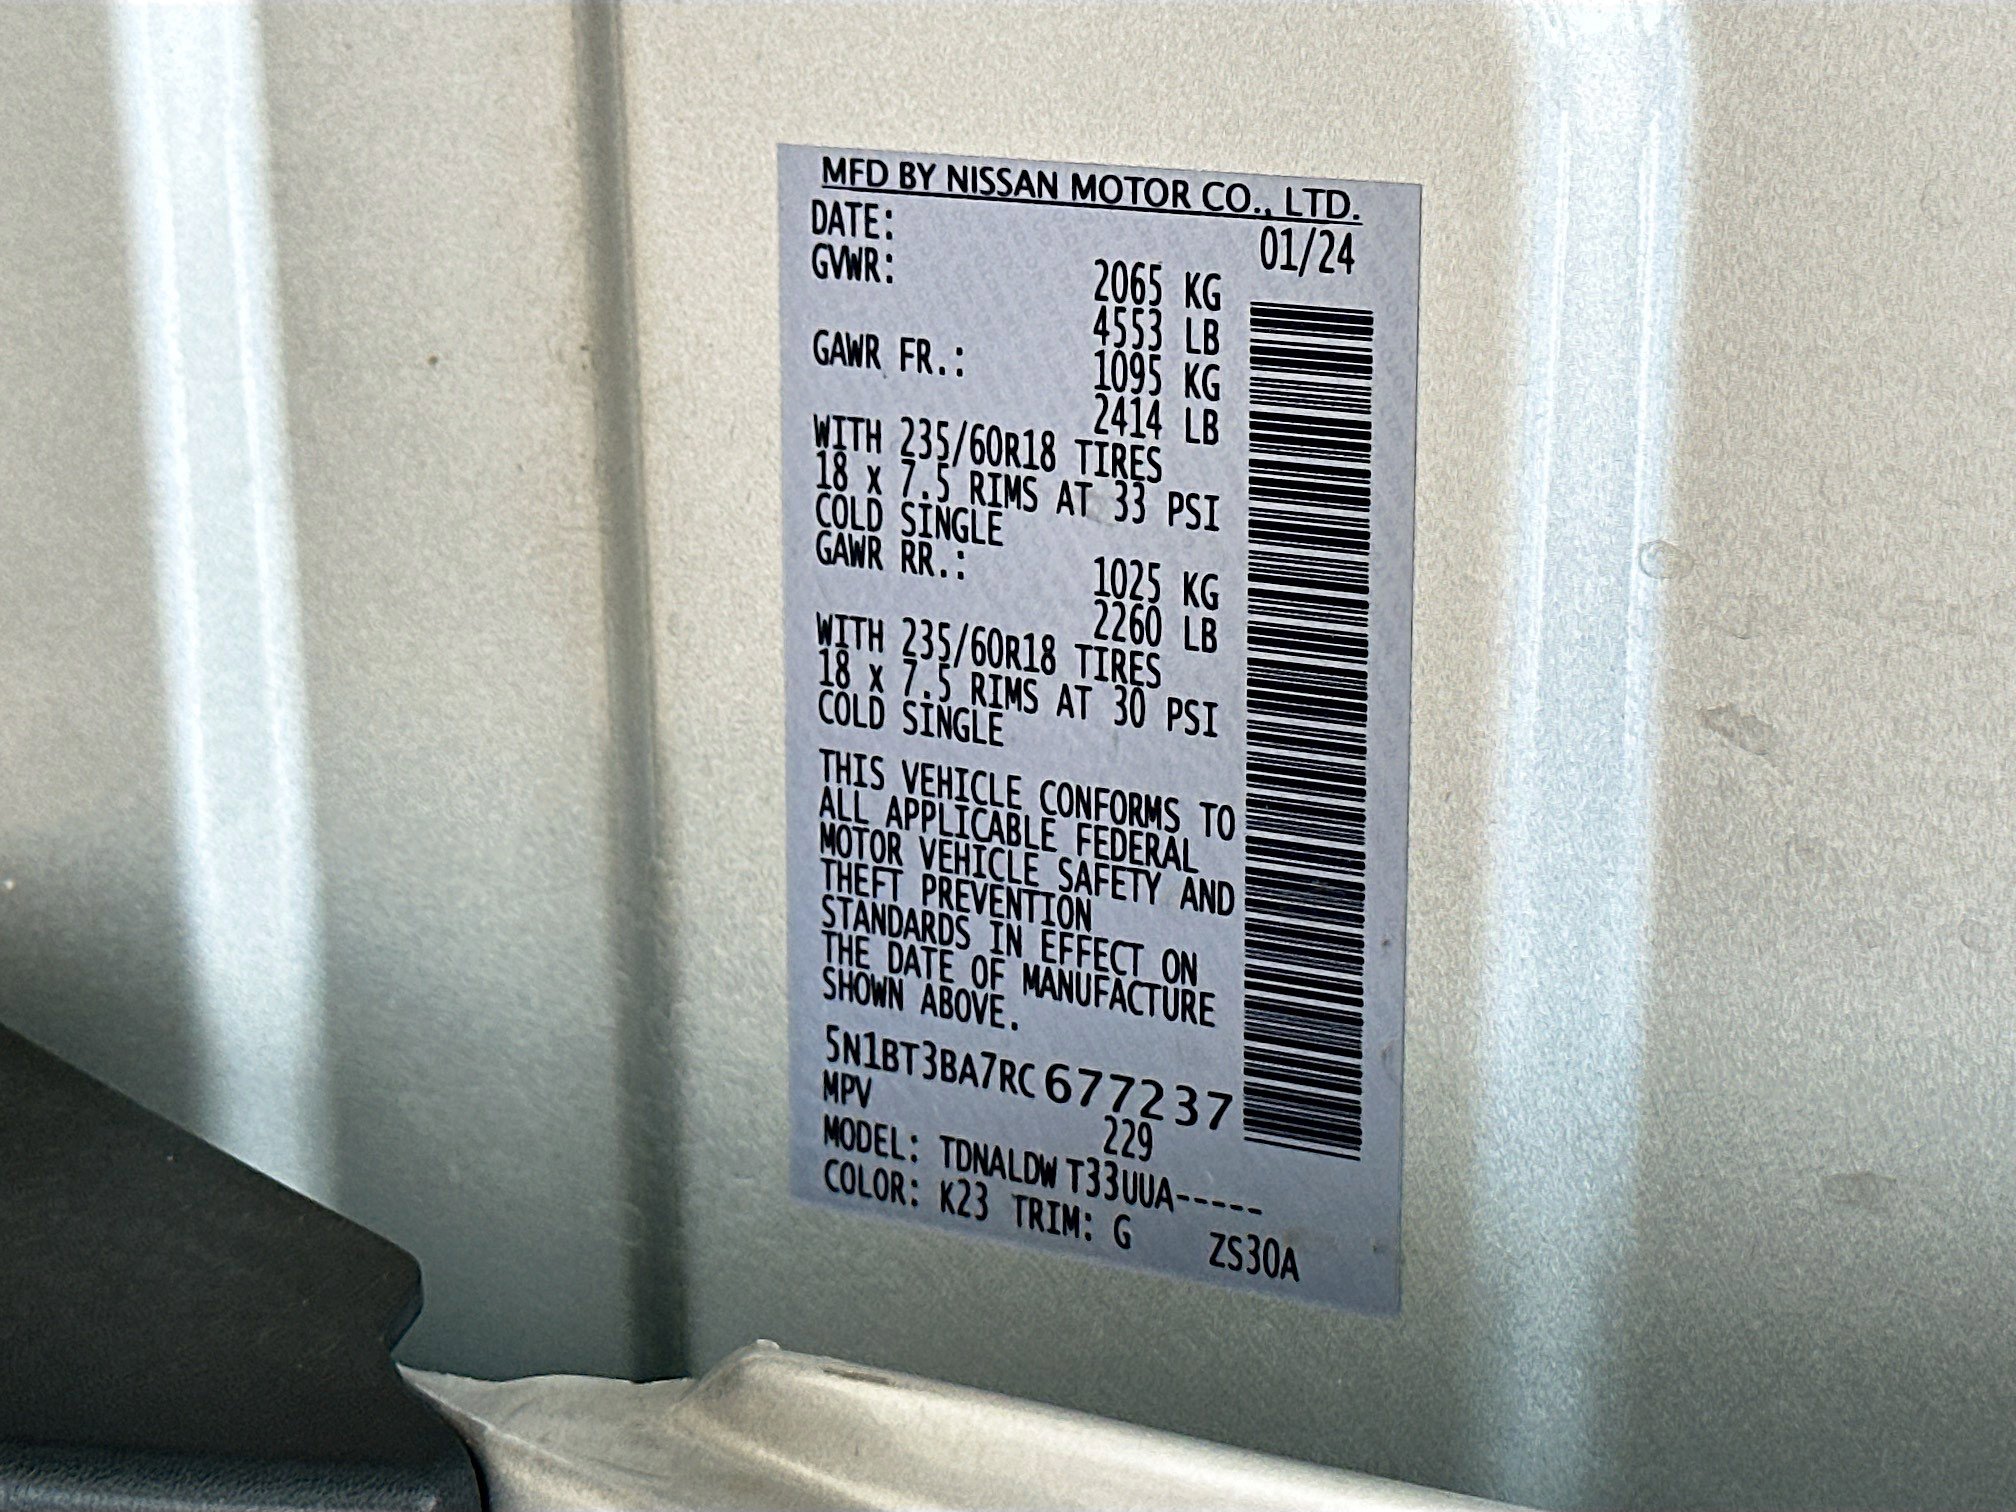 MFD BY NISSAN MOTOR CO., LTD.
DATE: 01/24
GVWR: 2065 KG
4553 LB
GAWR FR.: 1095 KG
2414 LB
WITH 235/60R18 TIRES
18 x 7.5 RIMS AT 33 PSI
COLD SINGLE
GAWR RR.: 1025 KG
2260 LB
WITH 235/60R18 TIRES
18 x 7.5 RIMS AT 30 PSI
COLD SINGLE
THIS VEHICLE CONFORMS TO
ALL APPLICABLE FEDERAL
MOTOR VEHICLE SAFETY AND
THEFT PREVENTION
STANDARDS IN EFFECT ON
THE DATE OF MANUFACTURE
SHOWN ABOVE.
5N1BT3BA7RC677237
MPV 229
MODEL: TDNALDW T33UUA-----
COLOR: K23 TRIM: G ZS30A